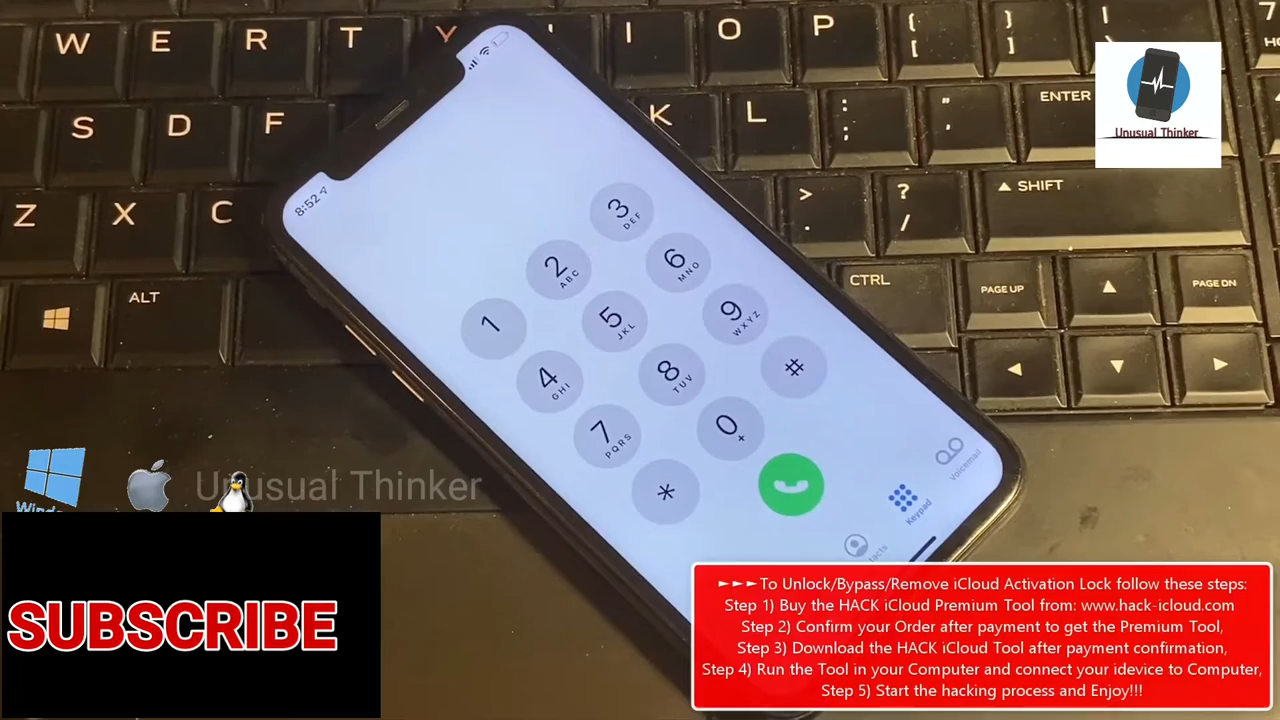 W E R T Y U I O P { [ } ] |
7
S D F K L : ; " ' ENTER
Unusual Thinker
Z X C > . ? / SHIFT
ALT CTRL PAGE UP PAGE DN
8:52
1
2 ABC
3 DEF
4 GHI
5 JKL
6 MNO
7 PQRS
8 TUV
9 WXYZ
*
0 +
#
Keypad
Voicemail
Unusual Thinker
SUBSCRIBE
►►►To Unlock/Bypass/Remove iCloud Activation Lock follow these steps:
Step 1) Buy the HACK iCloud Premium Tool from: www.hack-icloud.com
Step 2) Confirm your Order after payment to get the Premium Tool,
Step 3) Download the HACK iCloud Tool after payment confirmation,
Step 4) Run the Tool in your Computer and connect your idevice to Computer,
Step 5) Start the hacking process and Enjoy!!!